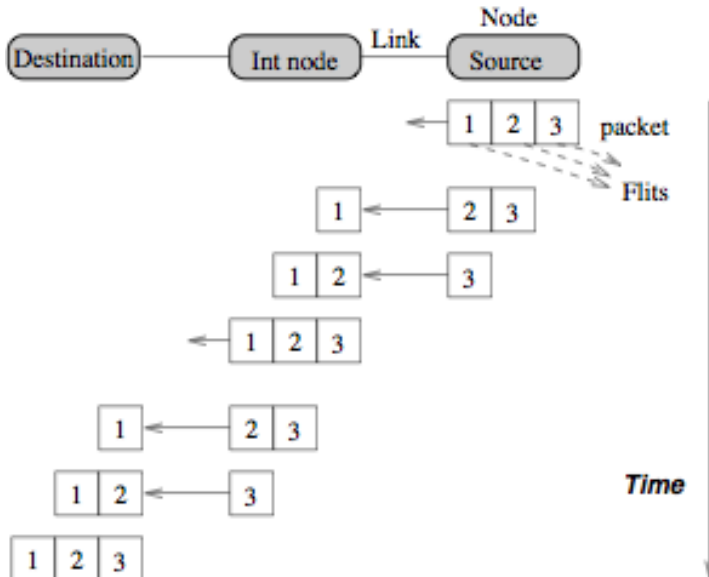 Node
Link
Destination Int node Source
1 2 3 packet
Flits
1 2 3
1 2 3
1 2 3
1 2 3
1 2 3
Time
1 2 3